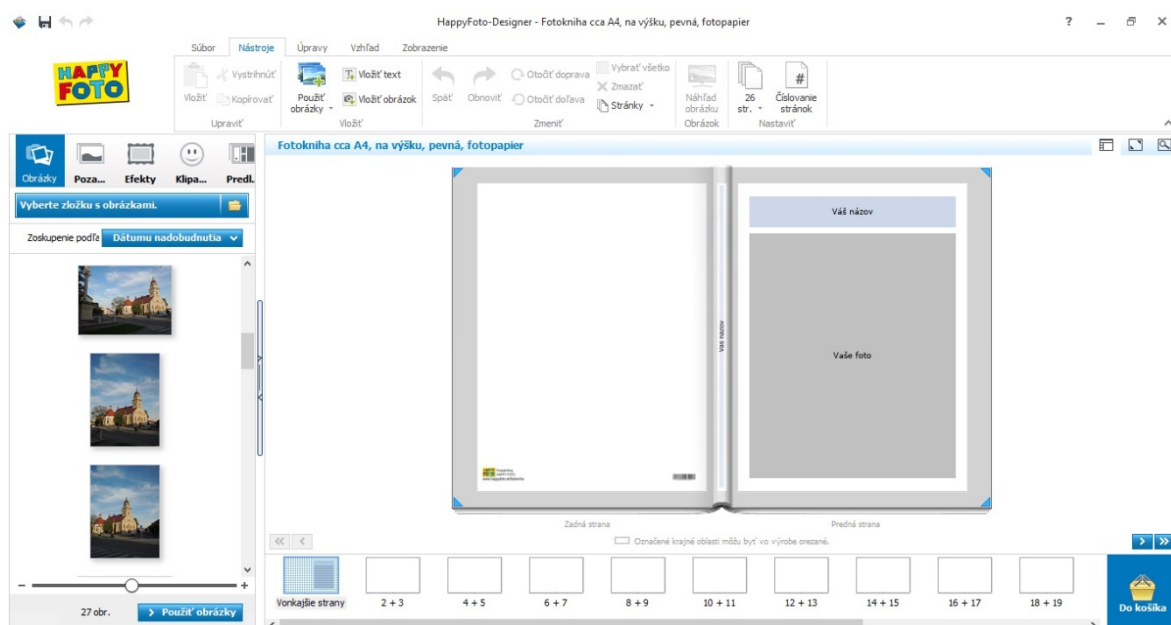 HappyFoto-Designer - Fotokniha cca A4, na výšku, pevná, fotopapier
?
Súbor Nástroje Úpravy Vzhľad Zobrazenie
HAPPY
FOTO
Vložiť
Vystrihnúť
Kopírovať
Upraviť
Použiť
obrázky
Vložiť text
Vložiť obrázok
Vložiť
Späť
Obnoviť
Otočiť doprava
Otočiť doľava
Vybrať všetko
Zmazať
Stránky
Zmeniť
Náhľad
obrázku
Obrázok
26
str.
#
Číslovanie
stránok
Nastaviť
Obrázky Poza... Efekty Klipa... Predl.
Fotokniha cca A4, na výšku, pevná, fotopapier
Vyberte zložku s obrázkami.
Zoskupenie podľa Dátumu nadobudnutia
Váš názov
Váš názov
Vaše foto
HAPPY
FOTO
Zadná strana Predná strana
Označené krajné oblasti môžu byť vo výrobe orezané.
27 obr. Použiť obrázky
Vonkajšie strany 2 + 3 4 + 5 6 + 7 8 + 9 10 + 11 12 + 13 14 + 15 16 + 17 18 + 19
Do košíka